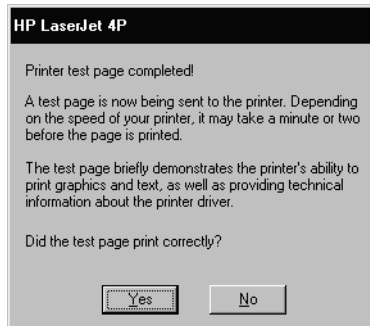 HP LaserJet 4P
Printer test page completed!
A test page is now being sent to the printer. Depending
on the speed of your printer, it may take a minute or two
before the page is printed.
The test page briefly demonstrates the printer's ability to
print graphics and text, as well as providing technical
information about the printer driver.
Did the test page print correctly?
Yes No